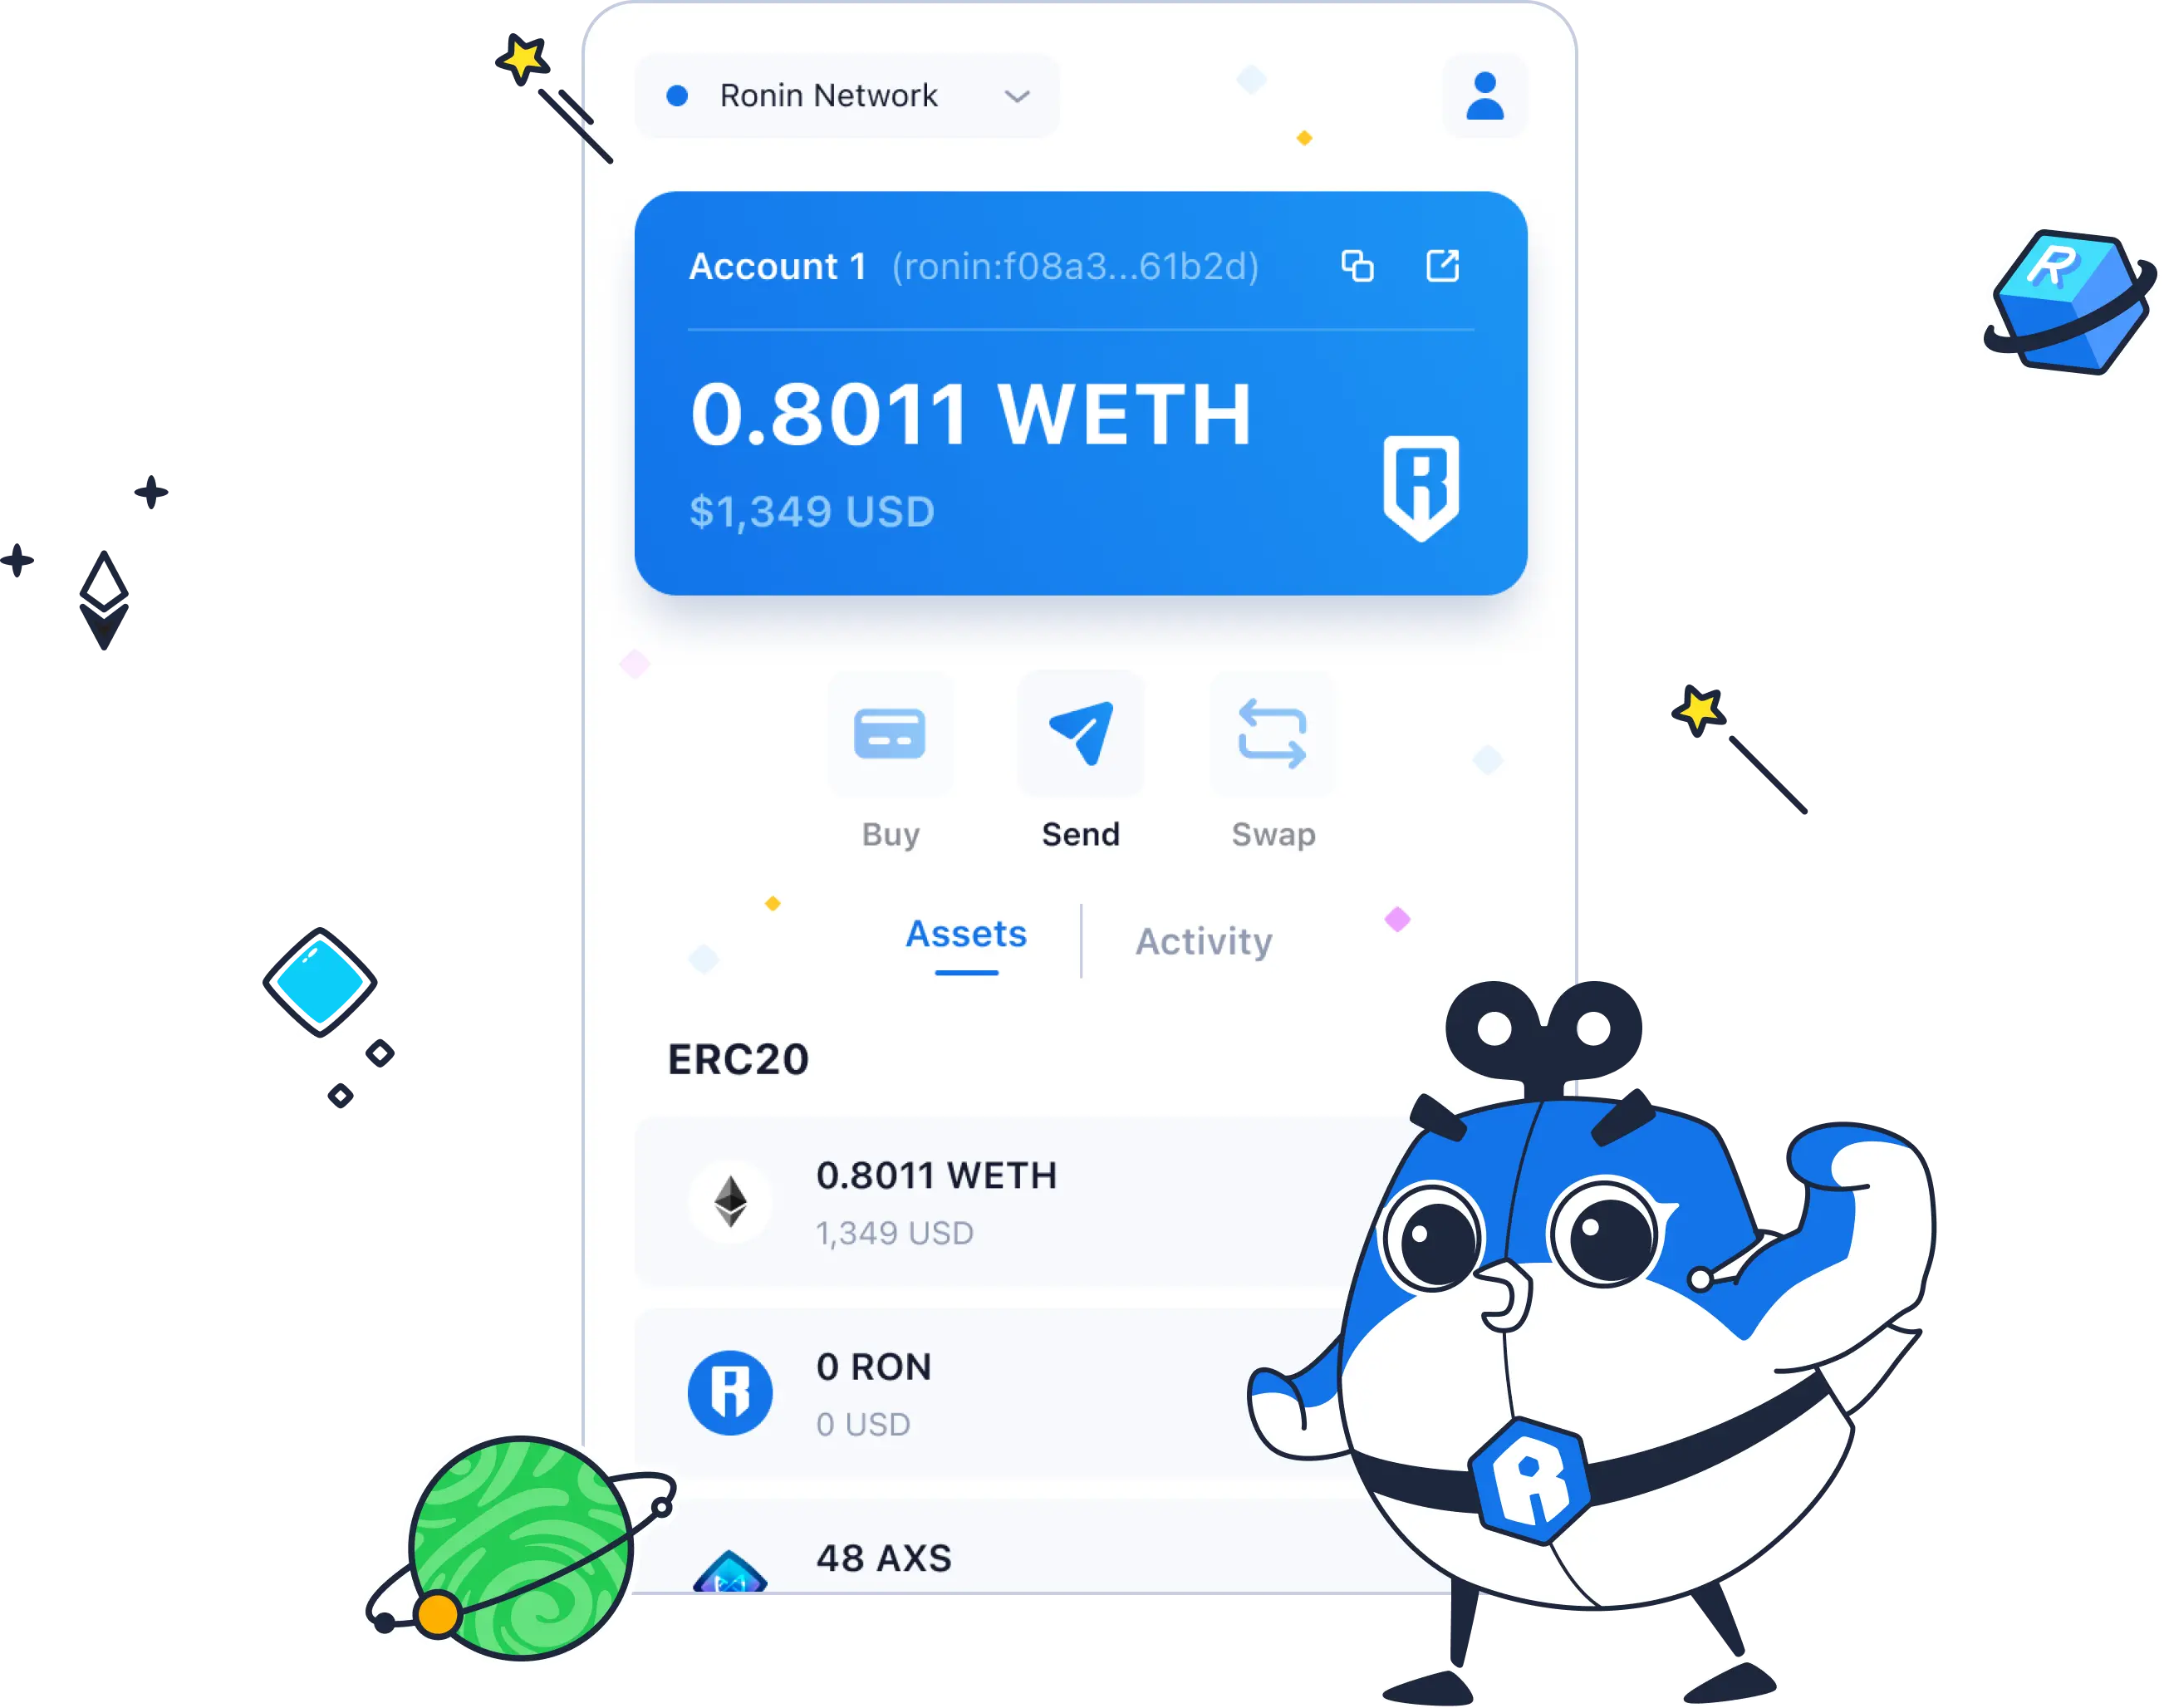 Ronin Network
Account 1 (ronin:f08a3...61b2d)
0.8011 WETH
$1,349 USD
Buy Send Swap
Assets Activity
ERC20
0.8011 WETH
1,349 USD
0 RON
0 USD
48 AXS